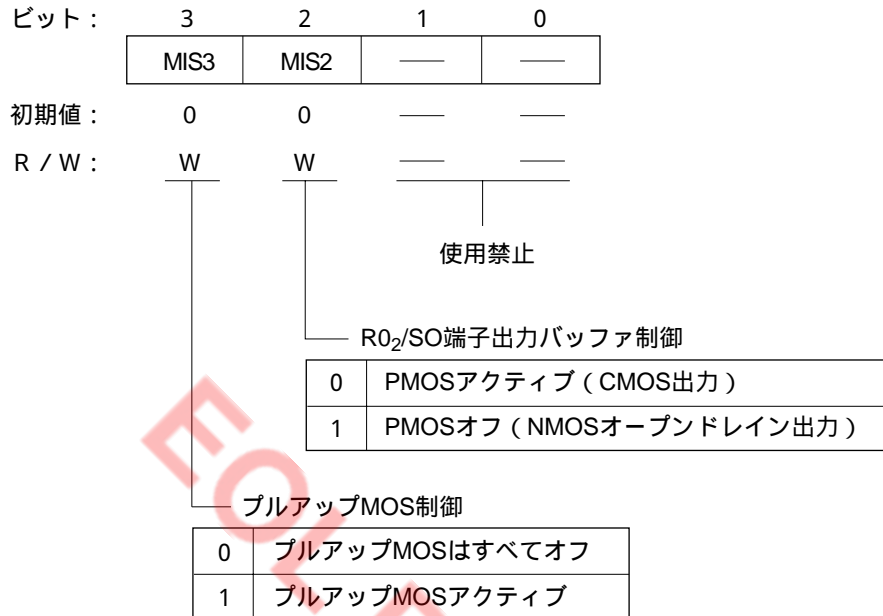 ビット： 3 2 1 0
MIS3 MIS2 ── ──
初期値： 0 0 ── ──
R／W： W W ── ──
使用禁止
R0₂/SO端子出力バッファ制御
0 PMOSアクティブ（CMOS出力）
1 PMOSオフ（NMOSオープンドレイン出力）
プルアップMOS制御
0 プルアップMOSはすべてオフ
1 プルアップMOSアクティブ
EOL